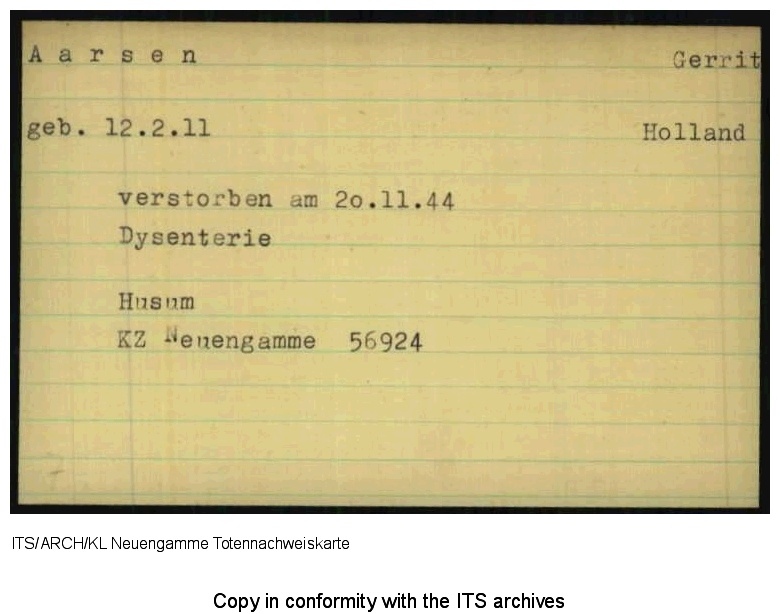 A a r s e n Gerrit
geb. 12.2.11 Holland
verstorben am 2o.11.44
Dysenterie
Husum
KZ Neuengamme 56924
ITS/ARCH/KL Neuengamme Totennachweiskarte
Copy in conformity with the ITS archives